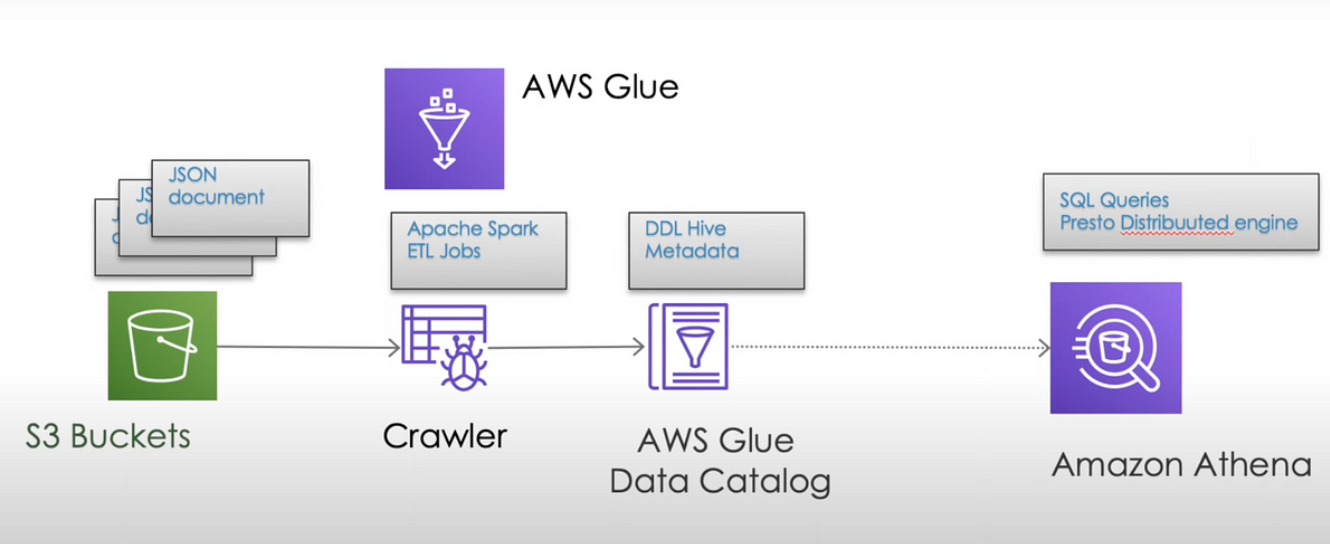 AWS Glue
JSON
document
JS
d
J
Apache Spark
ETL Jobs
DDL Hive
Metadata
SQL Queries
Presto Distribuuted engine
S3 Buckets
Crawler
AWS Glue
Data Catalog
Amazon Athena